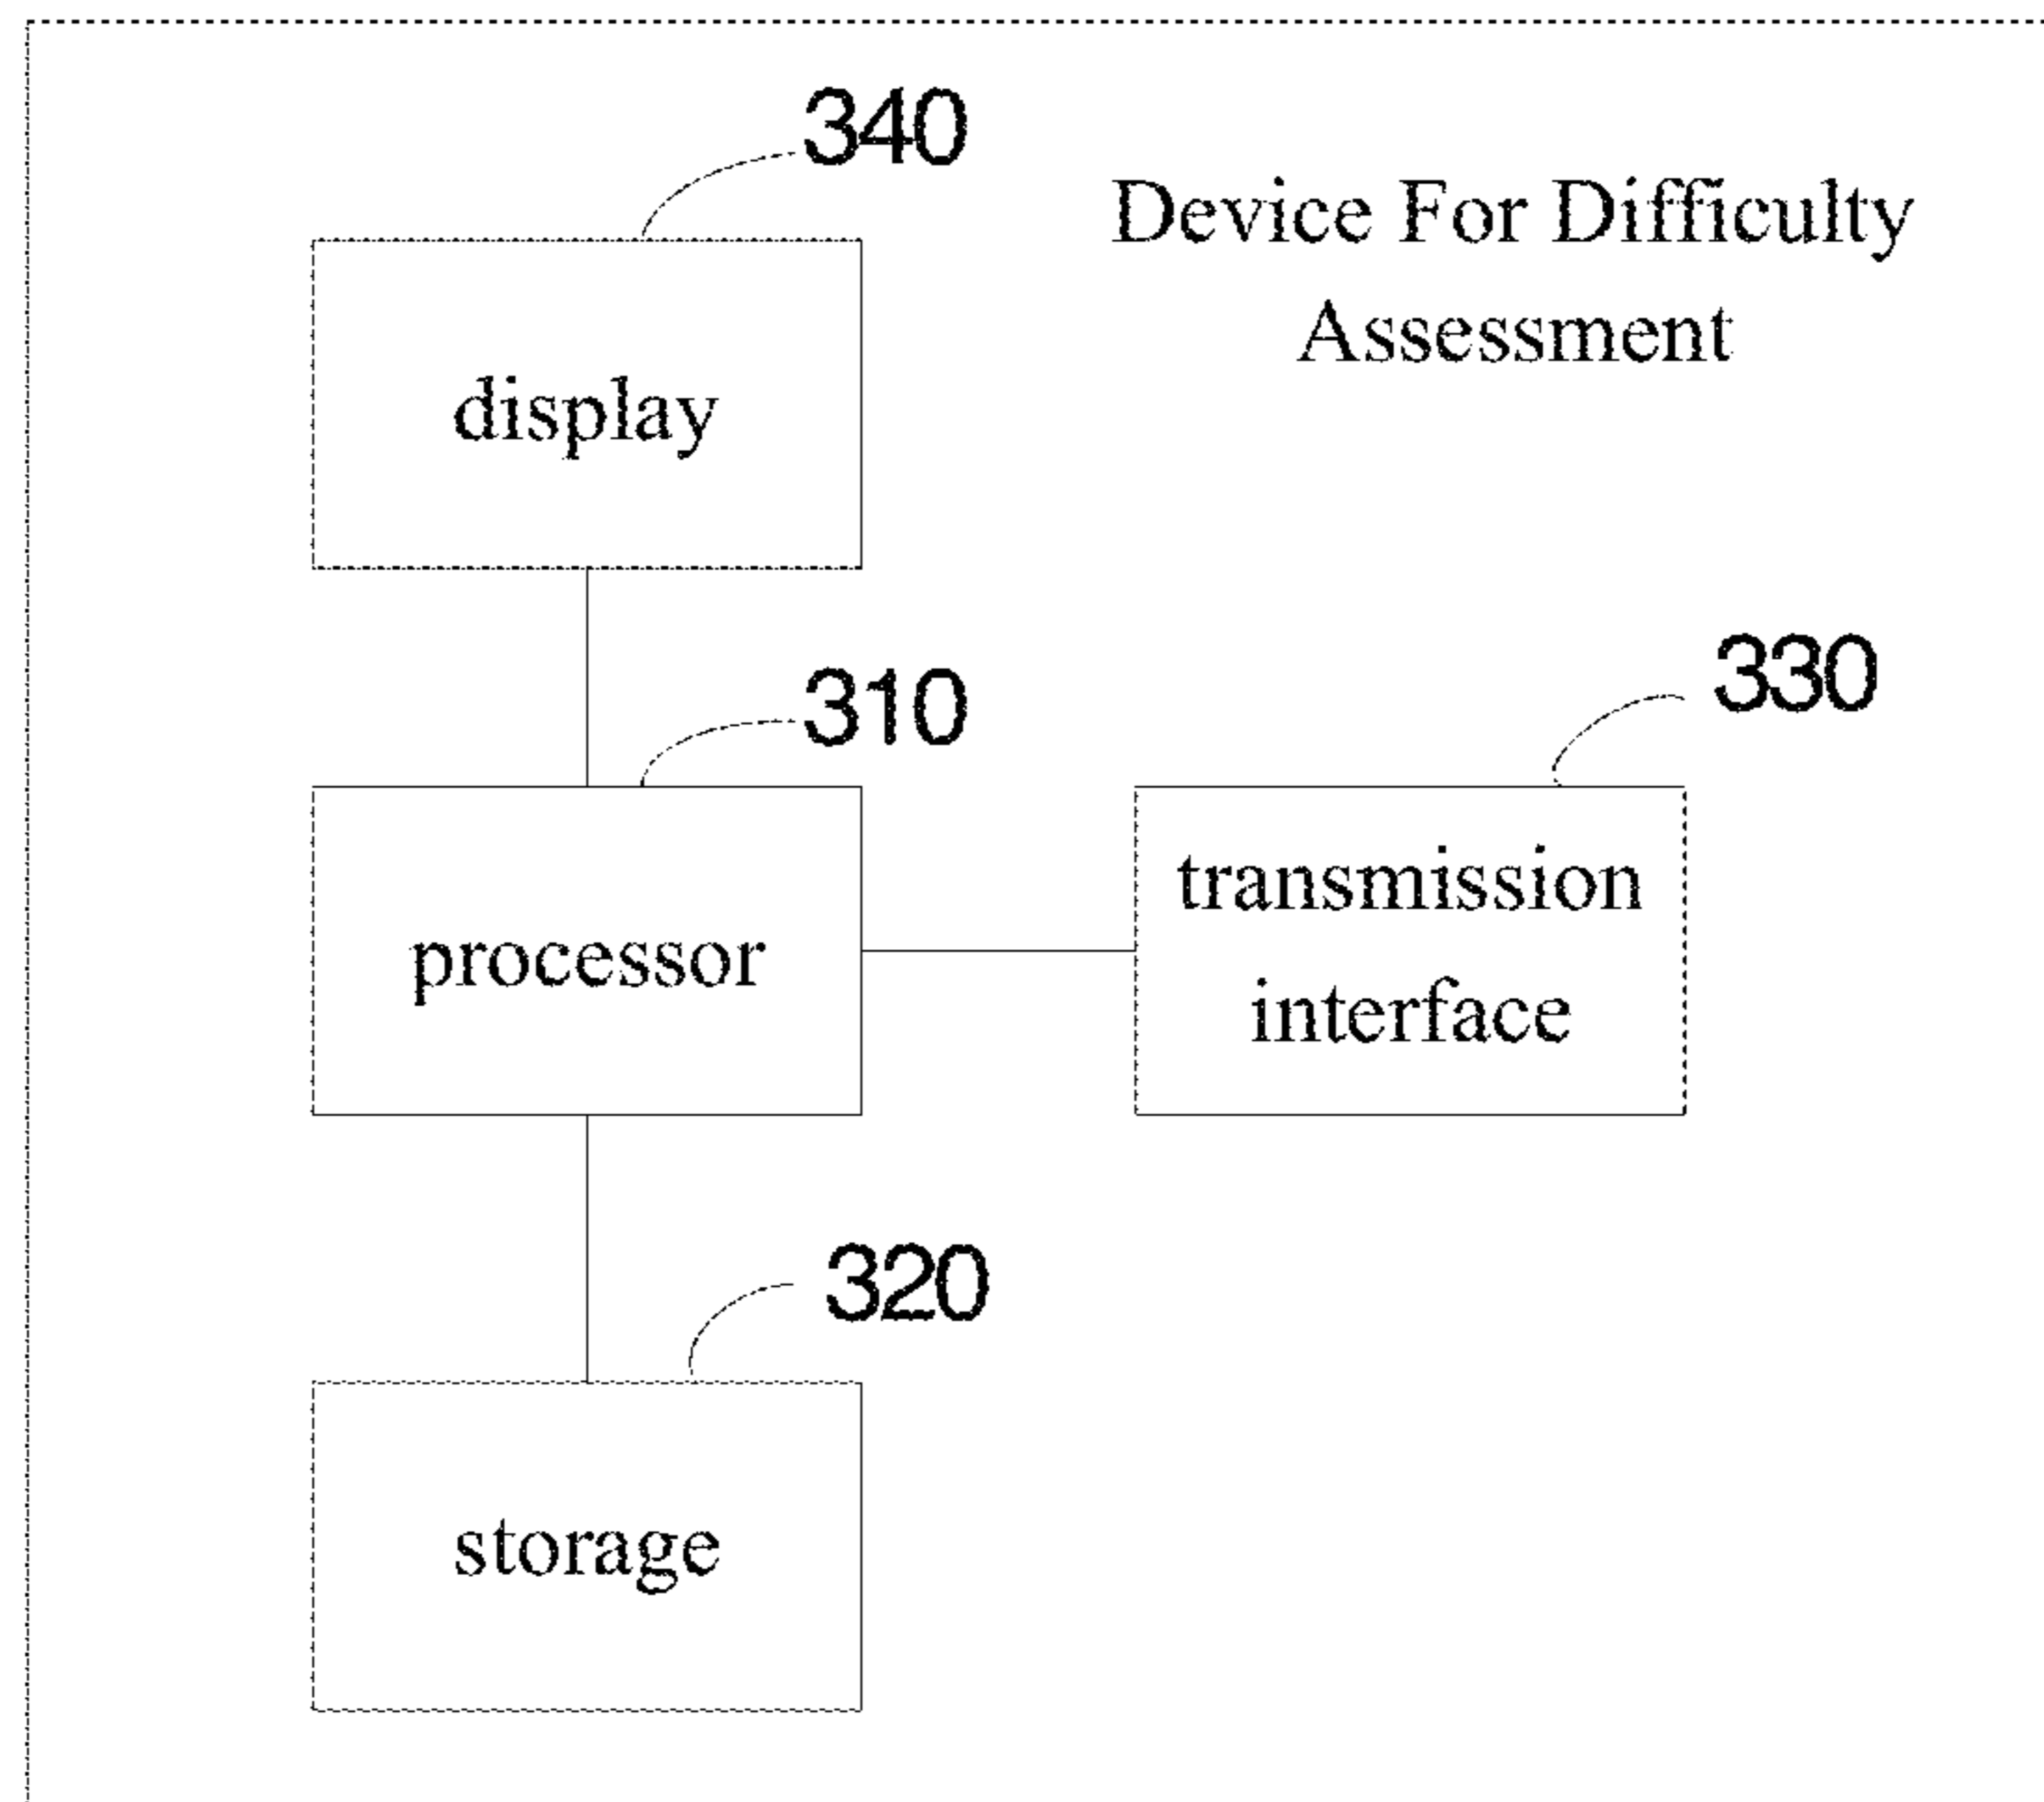 340
Device For Difficulty
Assessment
display
310
330
processor
transmission
interface
320
storage